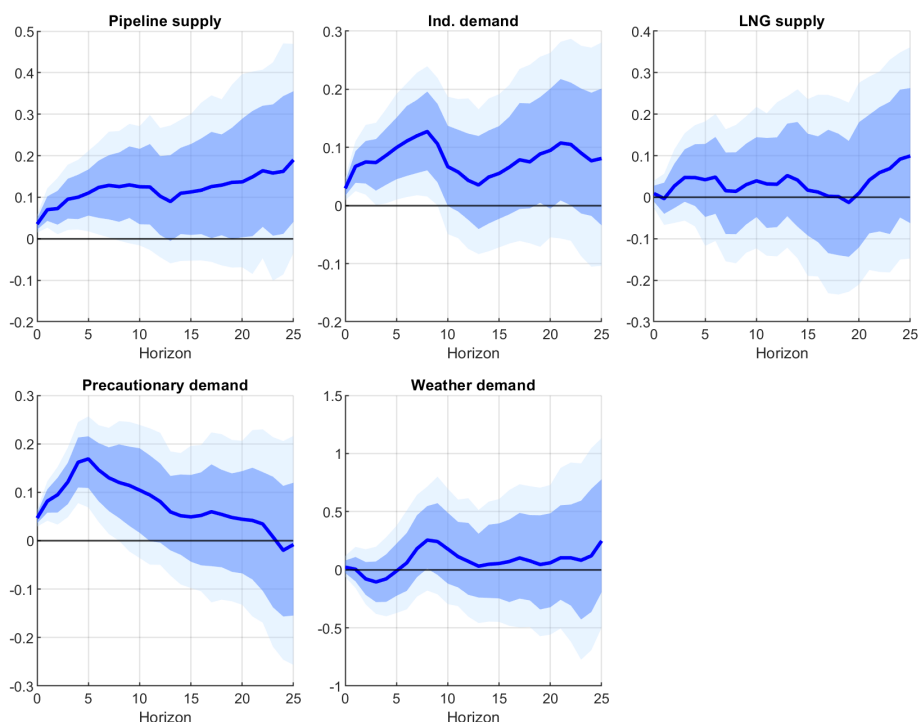 Pipeline supply
0.5
0.4
0.3
0.2
0.1
0
-0.1
-0.2
0 5 10 15 20 25
Horizon
Ind. demand
0.3
0.2
0.1
0
-0.1
-0.2
0 5 10 15 20 25
Horizon
LNG supply
0.4
0.3
0.2
0.1
0
-0.1
-0.2
-0.3
0 5 10 15 20 25
Horizon
Precautionary demand
0.3
0.2
0.1
0
-0.1
-0.2
-0.3
0 5 10 15 20 25
Horizon
Weather demand
1.5
1
0.5
0
-0.5
-1
0 5 10 15 20 25
Horizon